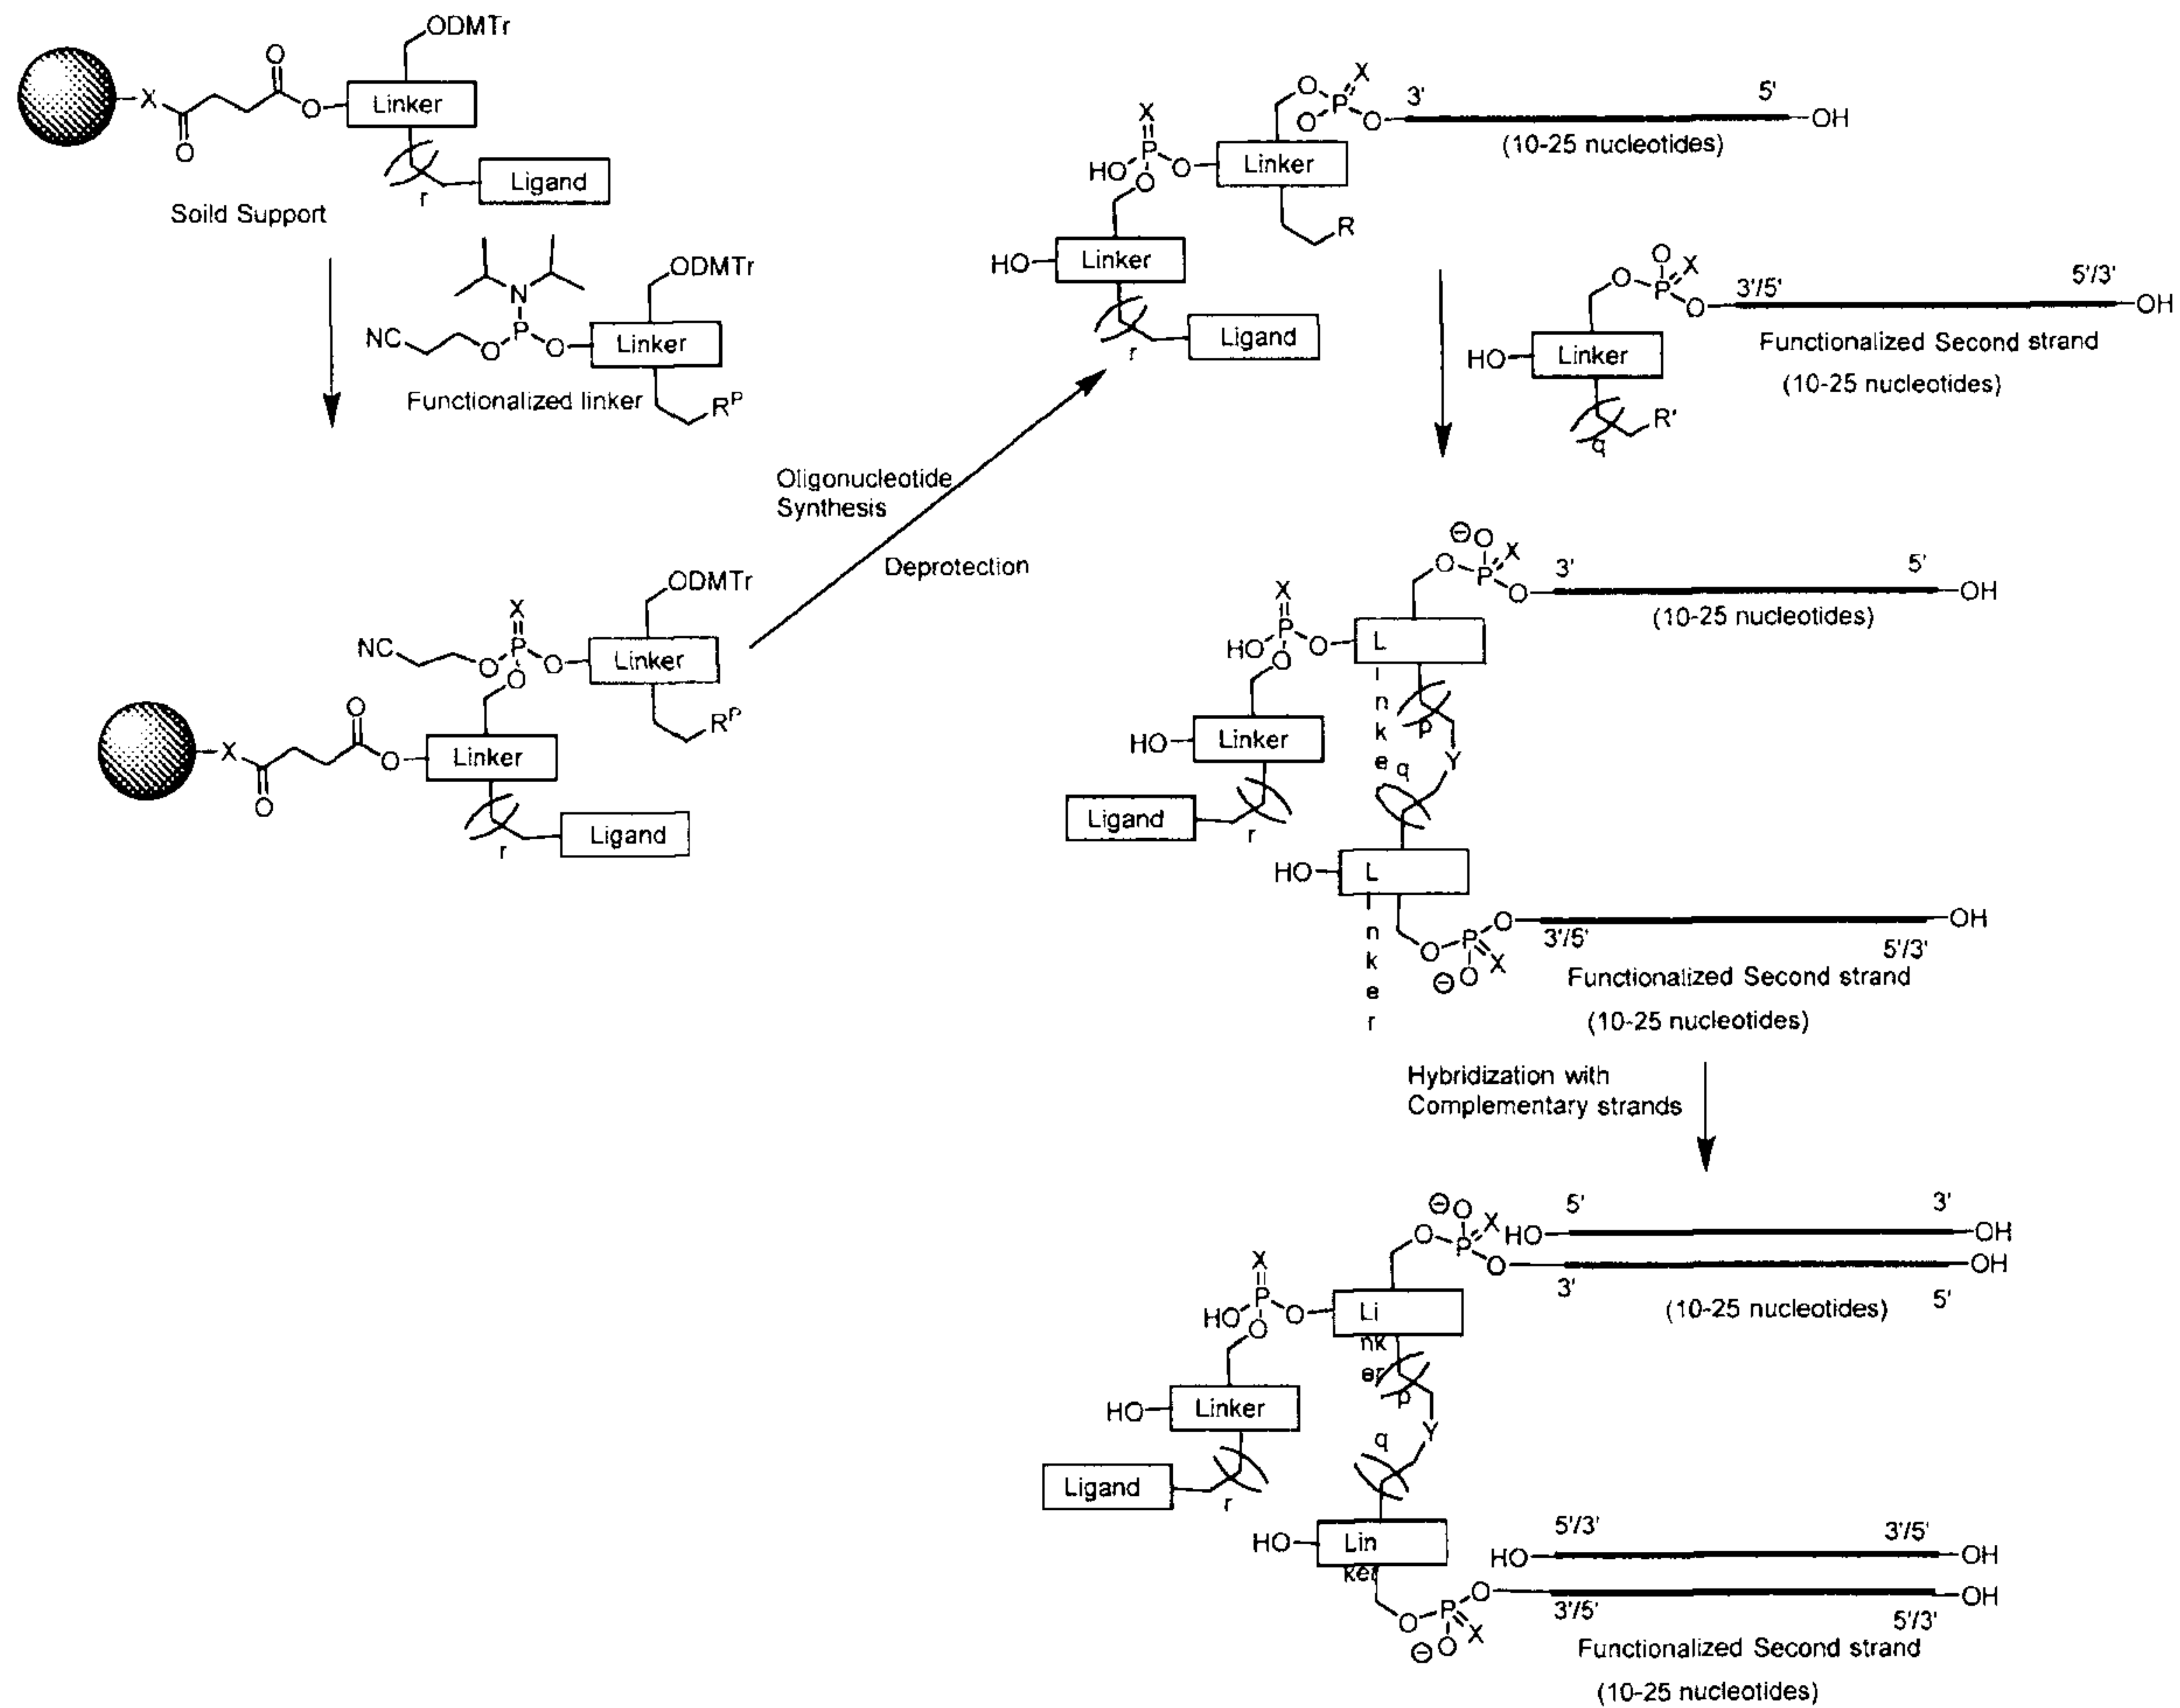 ODMTr
O
X
O
O
Linker
Ligand
r
Soild Support
N
ODMTr
NC
O
P
O
Linker
Functionalized linker
R^P
Oligonucleotide
Synthesis
Deprotection
X
ODMTr
NC
O
P
O
Linker
O
R^P
O
X
O
O
Linker
Ligand
r
O
P
X
O
O
3'
5'
OH
(10-25 nucleotides)
X
P
HO
O
O
Linker
R
HO
Linker
Ligand
r
O
O
P
X
O
3'/5'
5'/3'
OH
HO
Linker
Functionalized Second strand
(10-25 nucleotides)
R'
q
⊖O
O
P
X
O
3'
5'
OH
(10-25 nucleotides)
X
P
HO
O
O
L
i
n
k
e
p
q
Y
HO
Linker
Ligand
r
HO
L
i
n
k
e
r
O
3'/5'
5'/3'
OH
O
P
X
⊖O
Functionalized Second strand
(10-25 nucleotides)
Hybridization with
Complementary strands
⊖O
5'
3'
O
P
X
HO
OH
O
3'
5'
OH
(10-25 nucleotides)
X
P
HO
O
O
Li
nk
er
p
HO
Linker
q
Y
Ligand
r
HO
Lin
ker
5'/3'
3'/5'
HO
OH
O
3'/5'
5'/3'
OH
O
P
X
⊖O
Functionalized Second strand
(10-25 nucleotides)